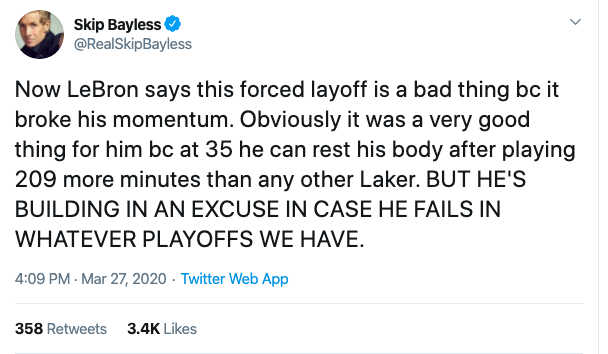 Skip Bayless
@RealSkipBayless
Now LeBron says this forced layoff is a bad thing bc it
broke his momentum. Obviously it was a very good
thing for him bc at 35 he can rest his body after playing
209 more minutes than any other Laker. BUT HE'S
BUILDING IN AN EXCUSE IN CASE HE FAILS IN
WHATEVER PLAYOFFS WE HAVE.
4:09 PM · Mar 27, 2020 · Twitter Web App
358 Retweets 3.4K Likes